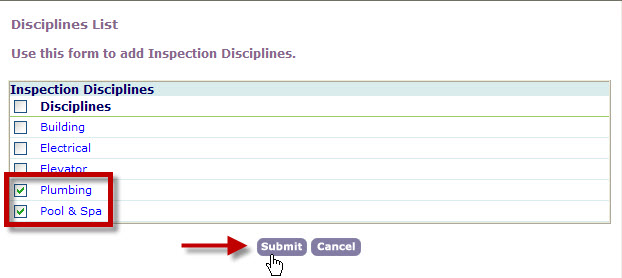 Disciplines List
Use this form to add Inspection Disciplines.
Inspection Disciplines
Disciplines
Building
Electrical
Elevator
Plumbing
Pool & Spa
Submit Cancel